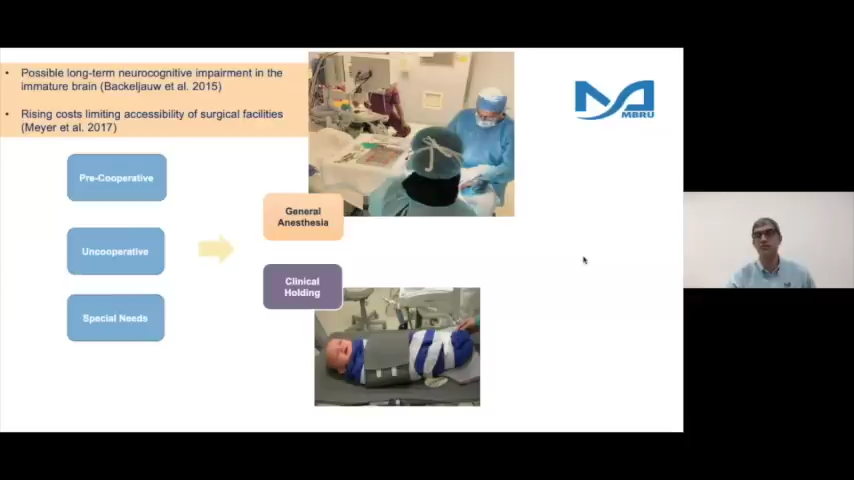 • Possible long-term neurocognitive impairment in the
immature brain (Backeljauw et al. 2015)
• Rising costs limiting accessibility of surgical facilities
(Meyer et al. 2017)
MBRU
Pre-Cooperative
Uncooperative
Special Needs
General
Anesthesia
Clinical
Holding